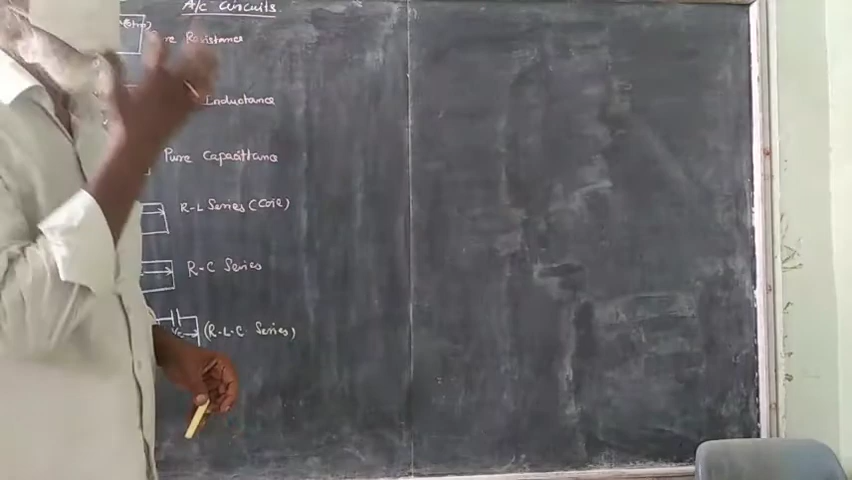 A/c Circuits.
Pure Resistance
Inductance
Pure Capacitance
R-L Series (Coil)
R-C Series
(R-L-C Series)